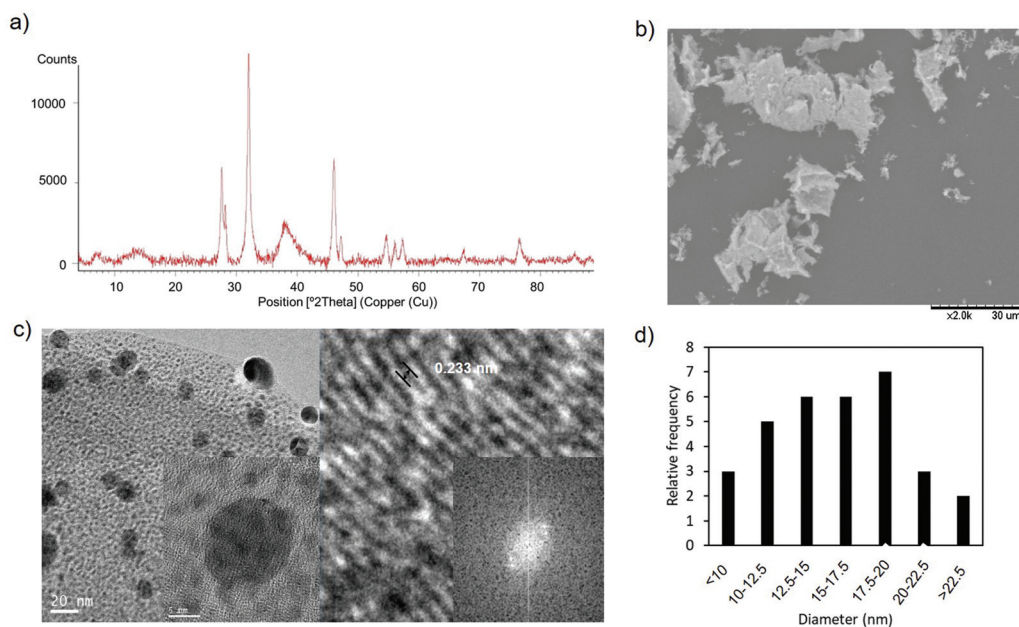 a)
Counts
10000
5000
0
10 20 30 40 50 60 70 80
Position [°2Theta] (Copper (Cu))
b)
x2.0k 30 um
c)
0.233 nm
20 nm
5 nm
d)
Relative frequency
8
7
6
5
4
3
2
1
0
<10 10-12.5 12.5-15 15-17.5 17.5-20 20-22.5 >22.5
Diameter (nm)